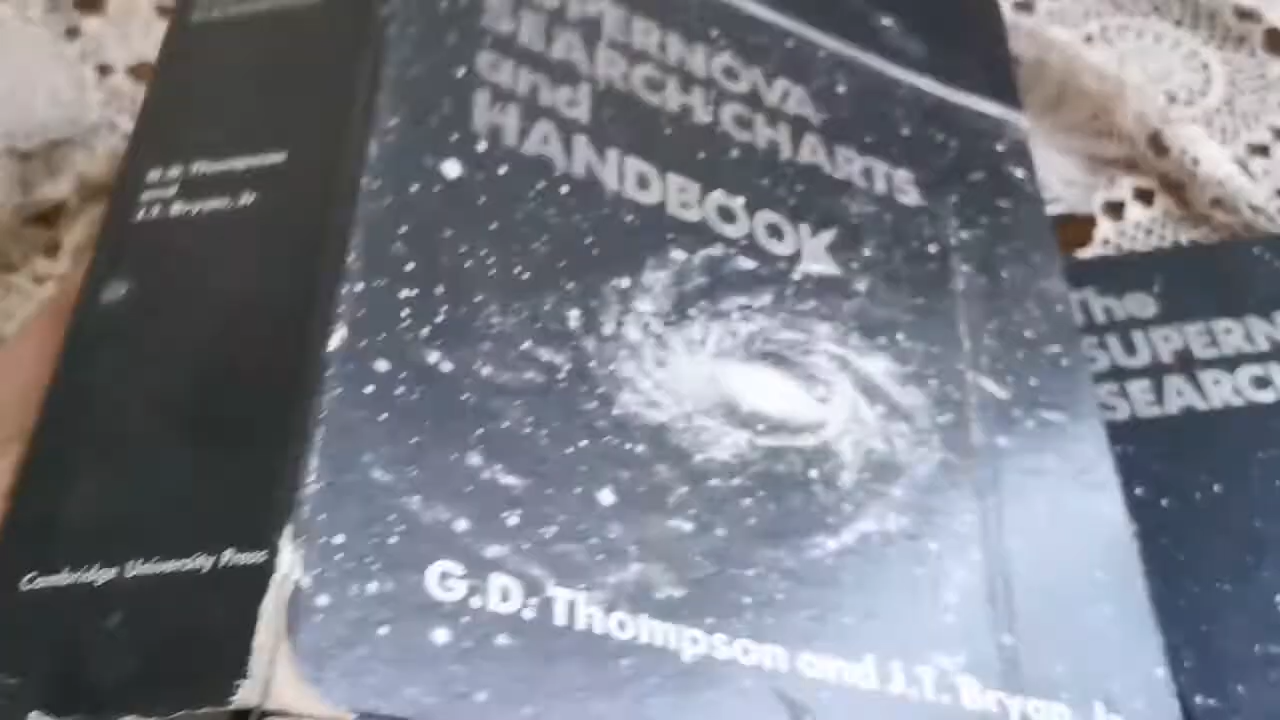 G.D. Thompson
and
J.T. Bryan, Jr
Cambridge University Press
SUPERNOVA
SEARCH CHARTS
and
HANDBOOK
G.D. Thompson and J.T. Bryan, Jr
The
SUPERN
SEARC